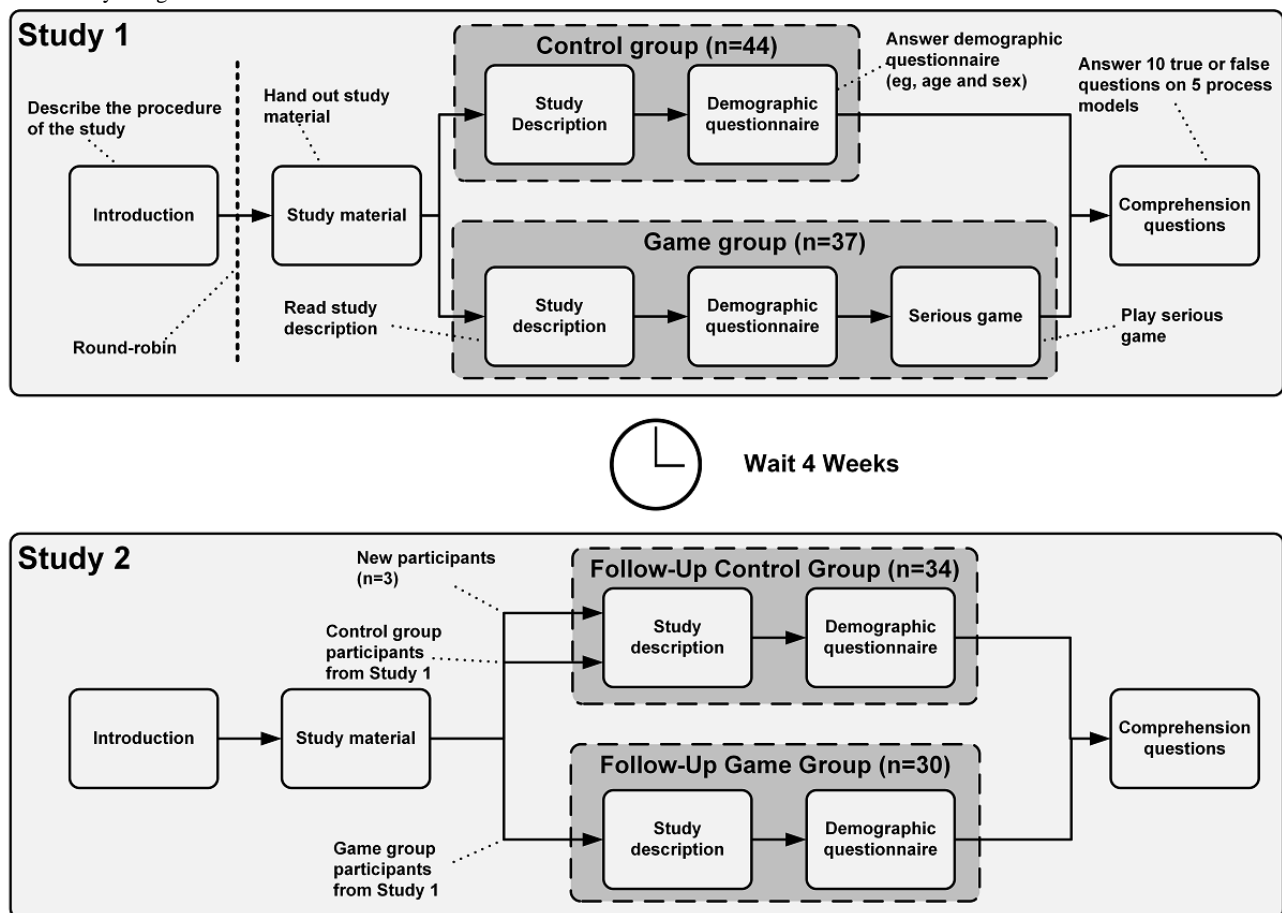 Study 1
Control group (n=44)
Answer demographic
questionnaire
(eg, age and sex)
Answer 10 true or false
questions on 5 process
models
Describe the procedure
of the study
Hand out study
material
Study
Description
Demographic
questionnaire
Introduction
Study material
Comprehension
questions
Game group (n=37)
Read study
description
Study
description
Demographic
questionnaire
Serious game
Play serious
game
Round-robin
Wait 4 Weeks
Study 2
New participants
(n=3)
Follow-Up Control Group (n=34)
Control group
participants
from Study 1
Study
description
Demographic
questionnaire
Introduction
Study material
Comprehension
questions
Follow-Up Game Group (n=30)
Game group
participants
from Study 1
Study
description
Demographic
questionnaire